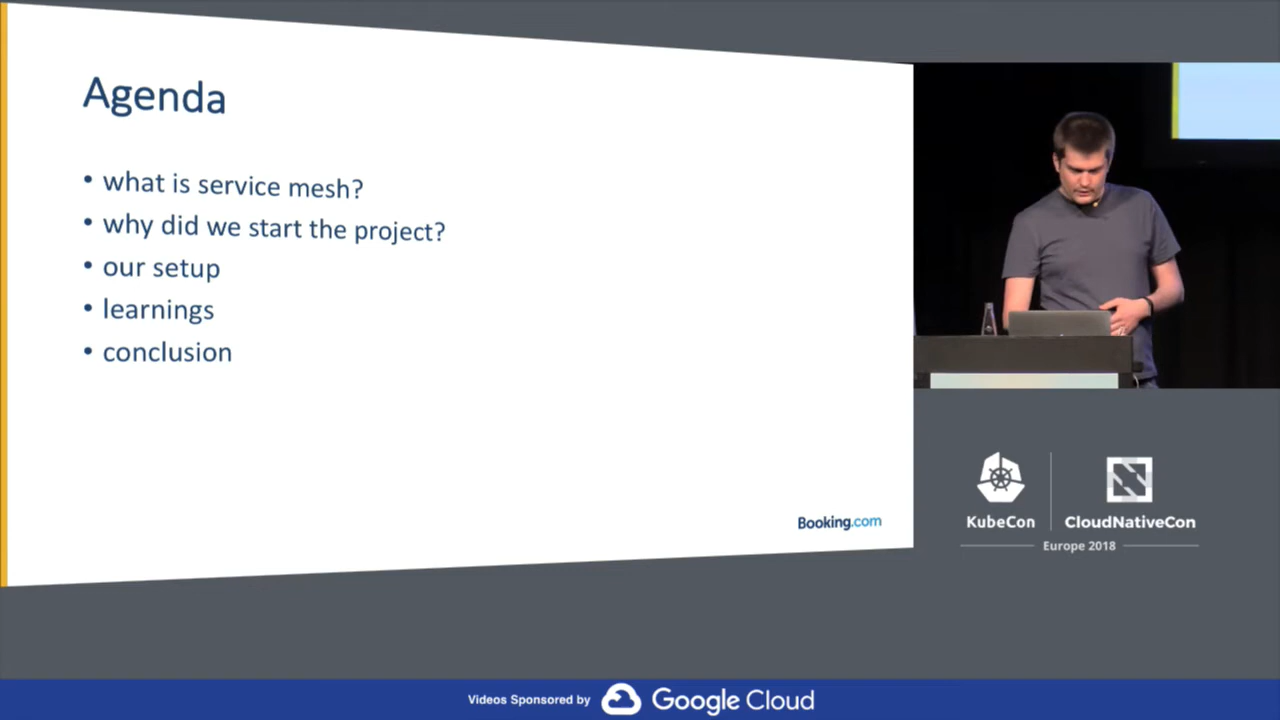 Agenda
• what is service mesh?
• why did we start the project?
• our setup
• learnings
• conclusion
Booking.com
KubeCon
CloudNativeCon
Europe 2018
Videos Sponsored by Google Cloud